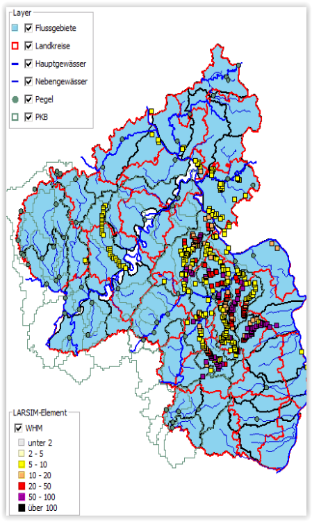 Layer
Flussgebiete
Landkreise
Hauptgewässer
Nebengewässer
Pegel
PKB
LARSIM-Element
WHM
unter 2
2 - 5
5 - 10
10 - 20
20 - 50
50 - 100
über 100